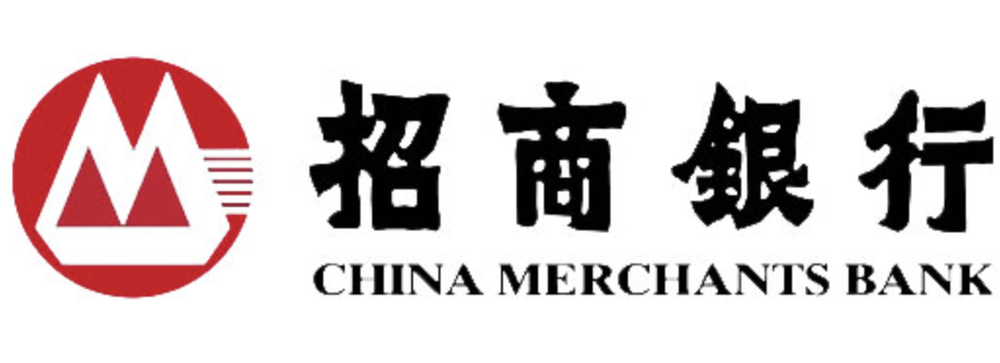 招商銀行
CHINA MERCHANTS BANK